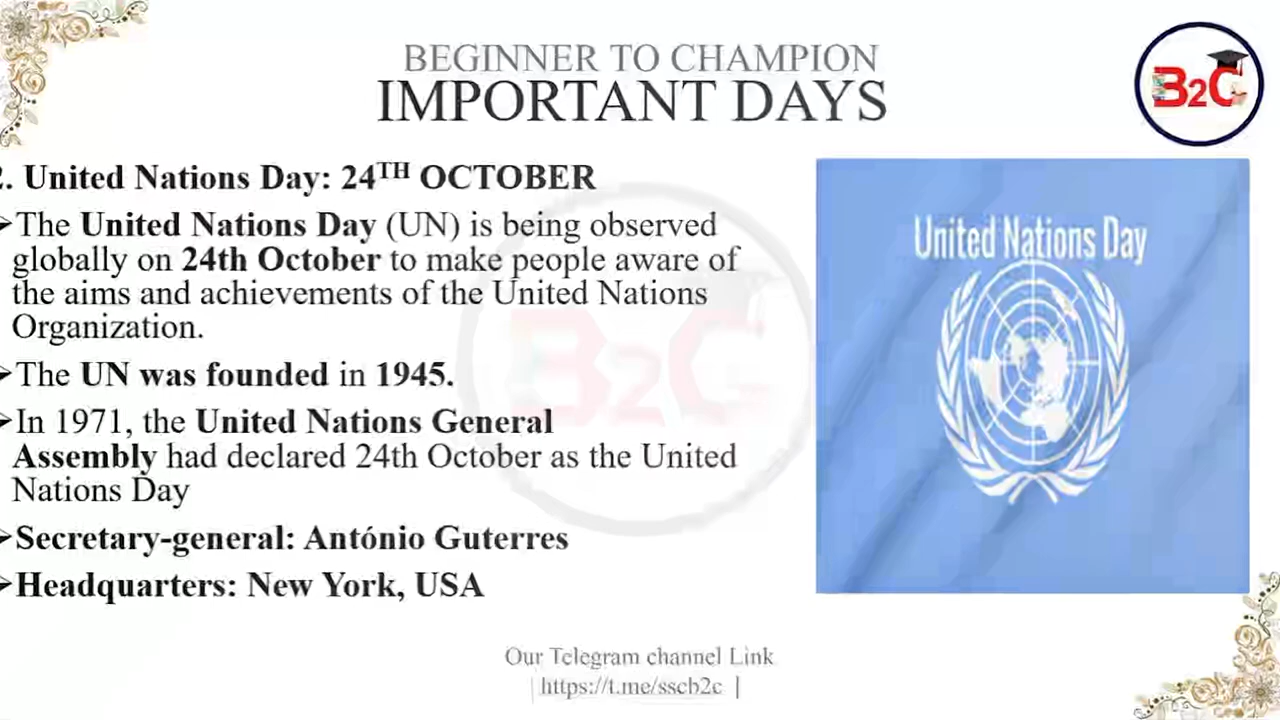 BEGINNER TO CHAMPION
IMPORTANT DAYS
B2C
2. United Nations Day: 24TH OCTOBER
➢The United Nations Day (UN) is being observed
globally on 24th October to make people aware of
the aims and achievements of the United Nations
Organization.
➢The UN was founded in 1945.
➢In 1971, the United Nations General
Assembly had declared 24th October as the United
Nations Day
➢Secretary-general: António Guterres
➢Headquarters: New York, USA
United Nations Day
B2C
Our Telegram channel Link
| https://t.me/sscb2c |